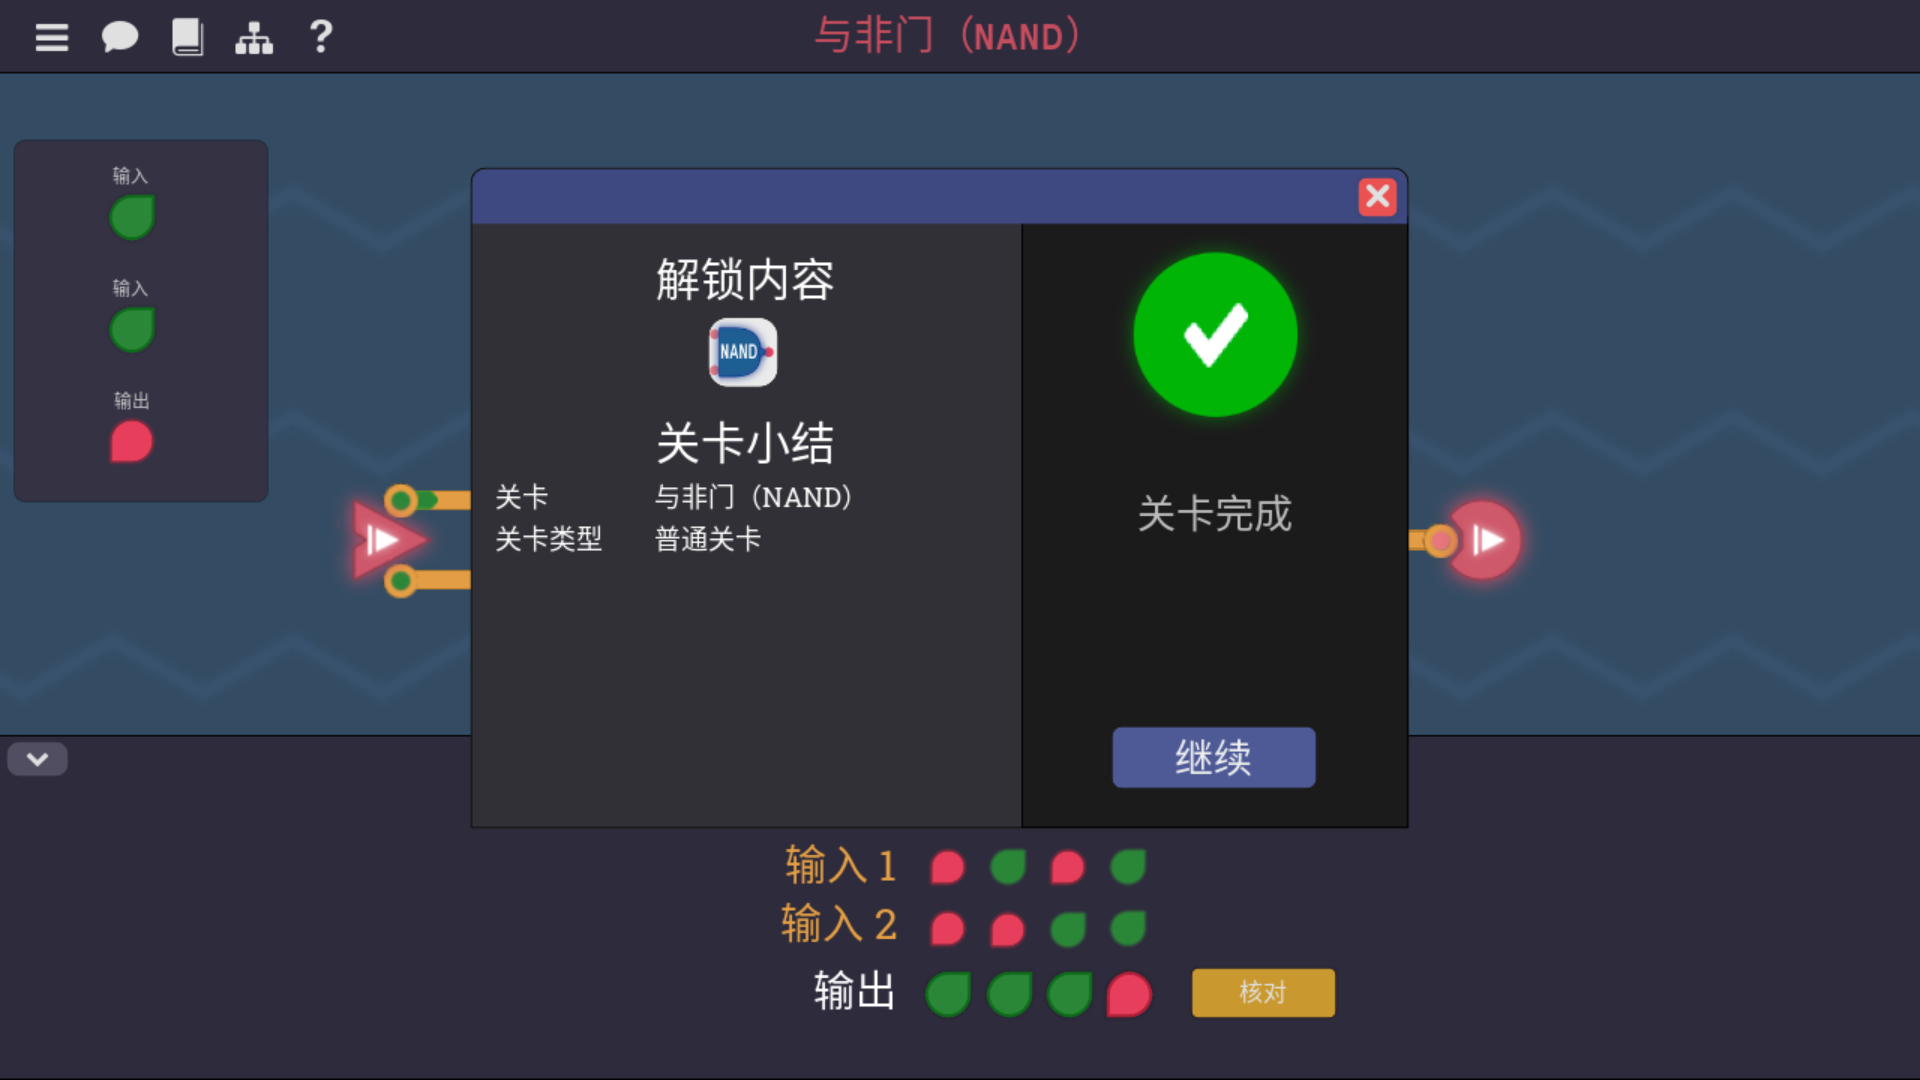 ?
与非门（NAND）
输入
输入
输出
解锁内容
NAND
关卡小结
关卡 与非门（NAND）
关卡类型 普通关卡
关卡完成
继续
输入 1
输入 2
输出
核对